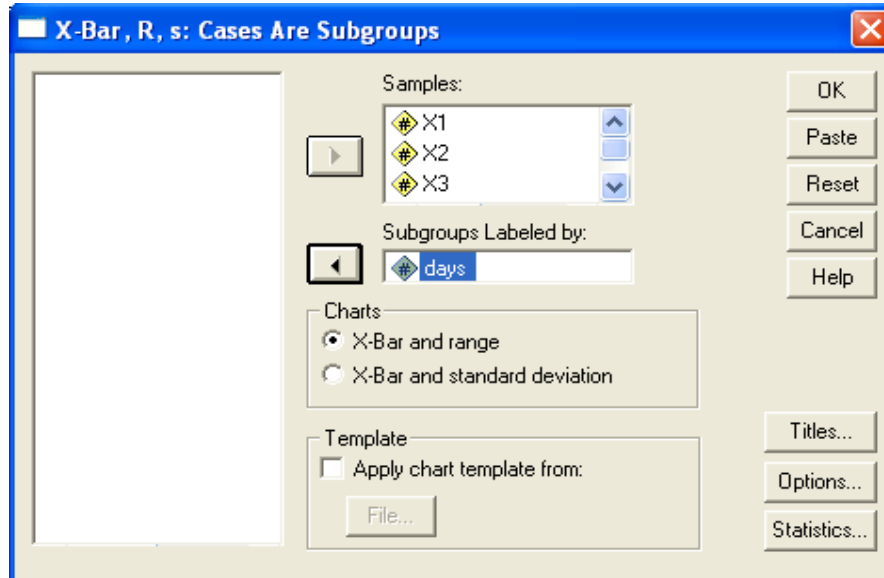 X-Bar, R, s: Cases Are Subgroups
Samples:
# X1
# X2
# X3
Subgroups Labeled by:
# days
Charts
X-Bar and range
X-Bar and standard deviation
Template
Apply chart template from:
File...
OK
Paste
Reset
Cancel
Help
Titles...
Options...
Statistics...